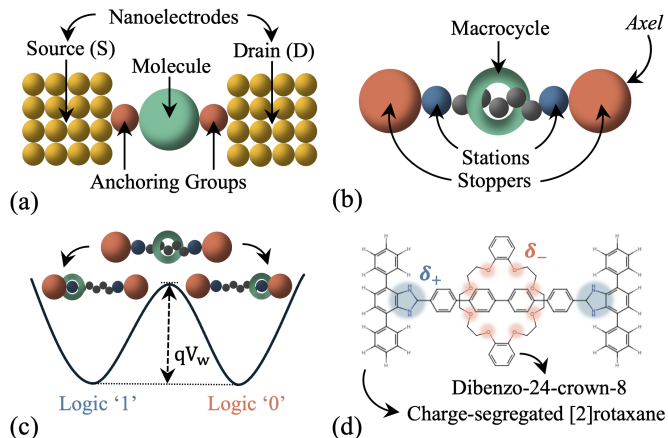 Nanoelectrodes
Source (S)
Drain (D)
Molecule
Anchoring Groups
(a)
Macrocycle
Axel
Stations
Stoppers
(b)
qVw
Logic ‘1’
Logic ‘0’
(c)
δ+
δ−
H H H H H H H H H H
H H H H H H H H H H
N N N N
H H H H
O O O O O O O O
Dibenzo-24-crown-8
Charge-segregated [2]rotaxane
(d)